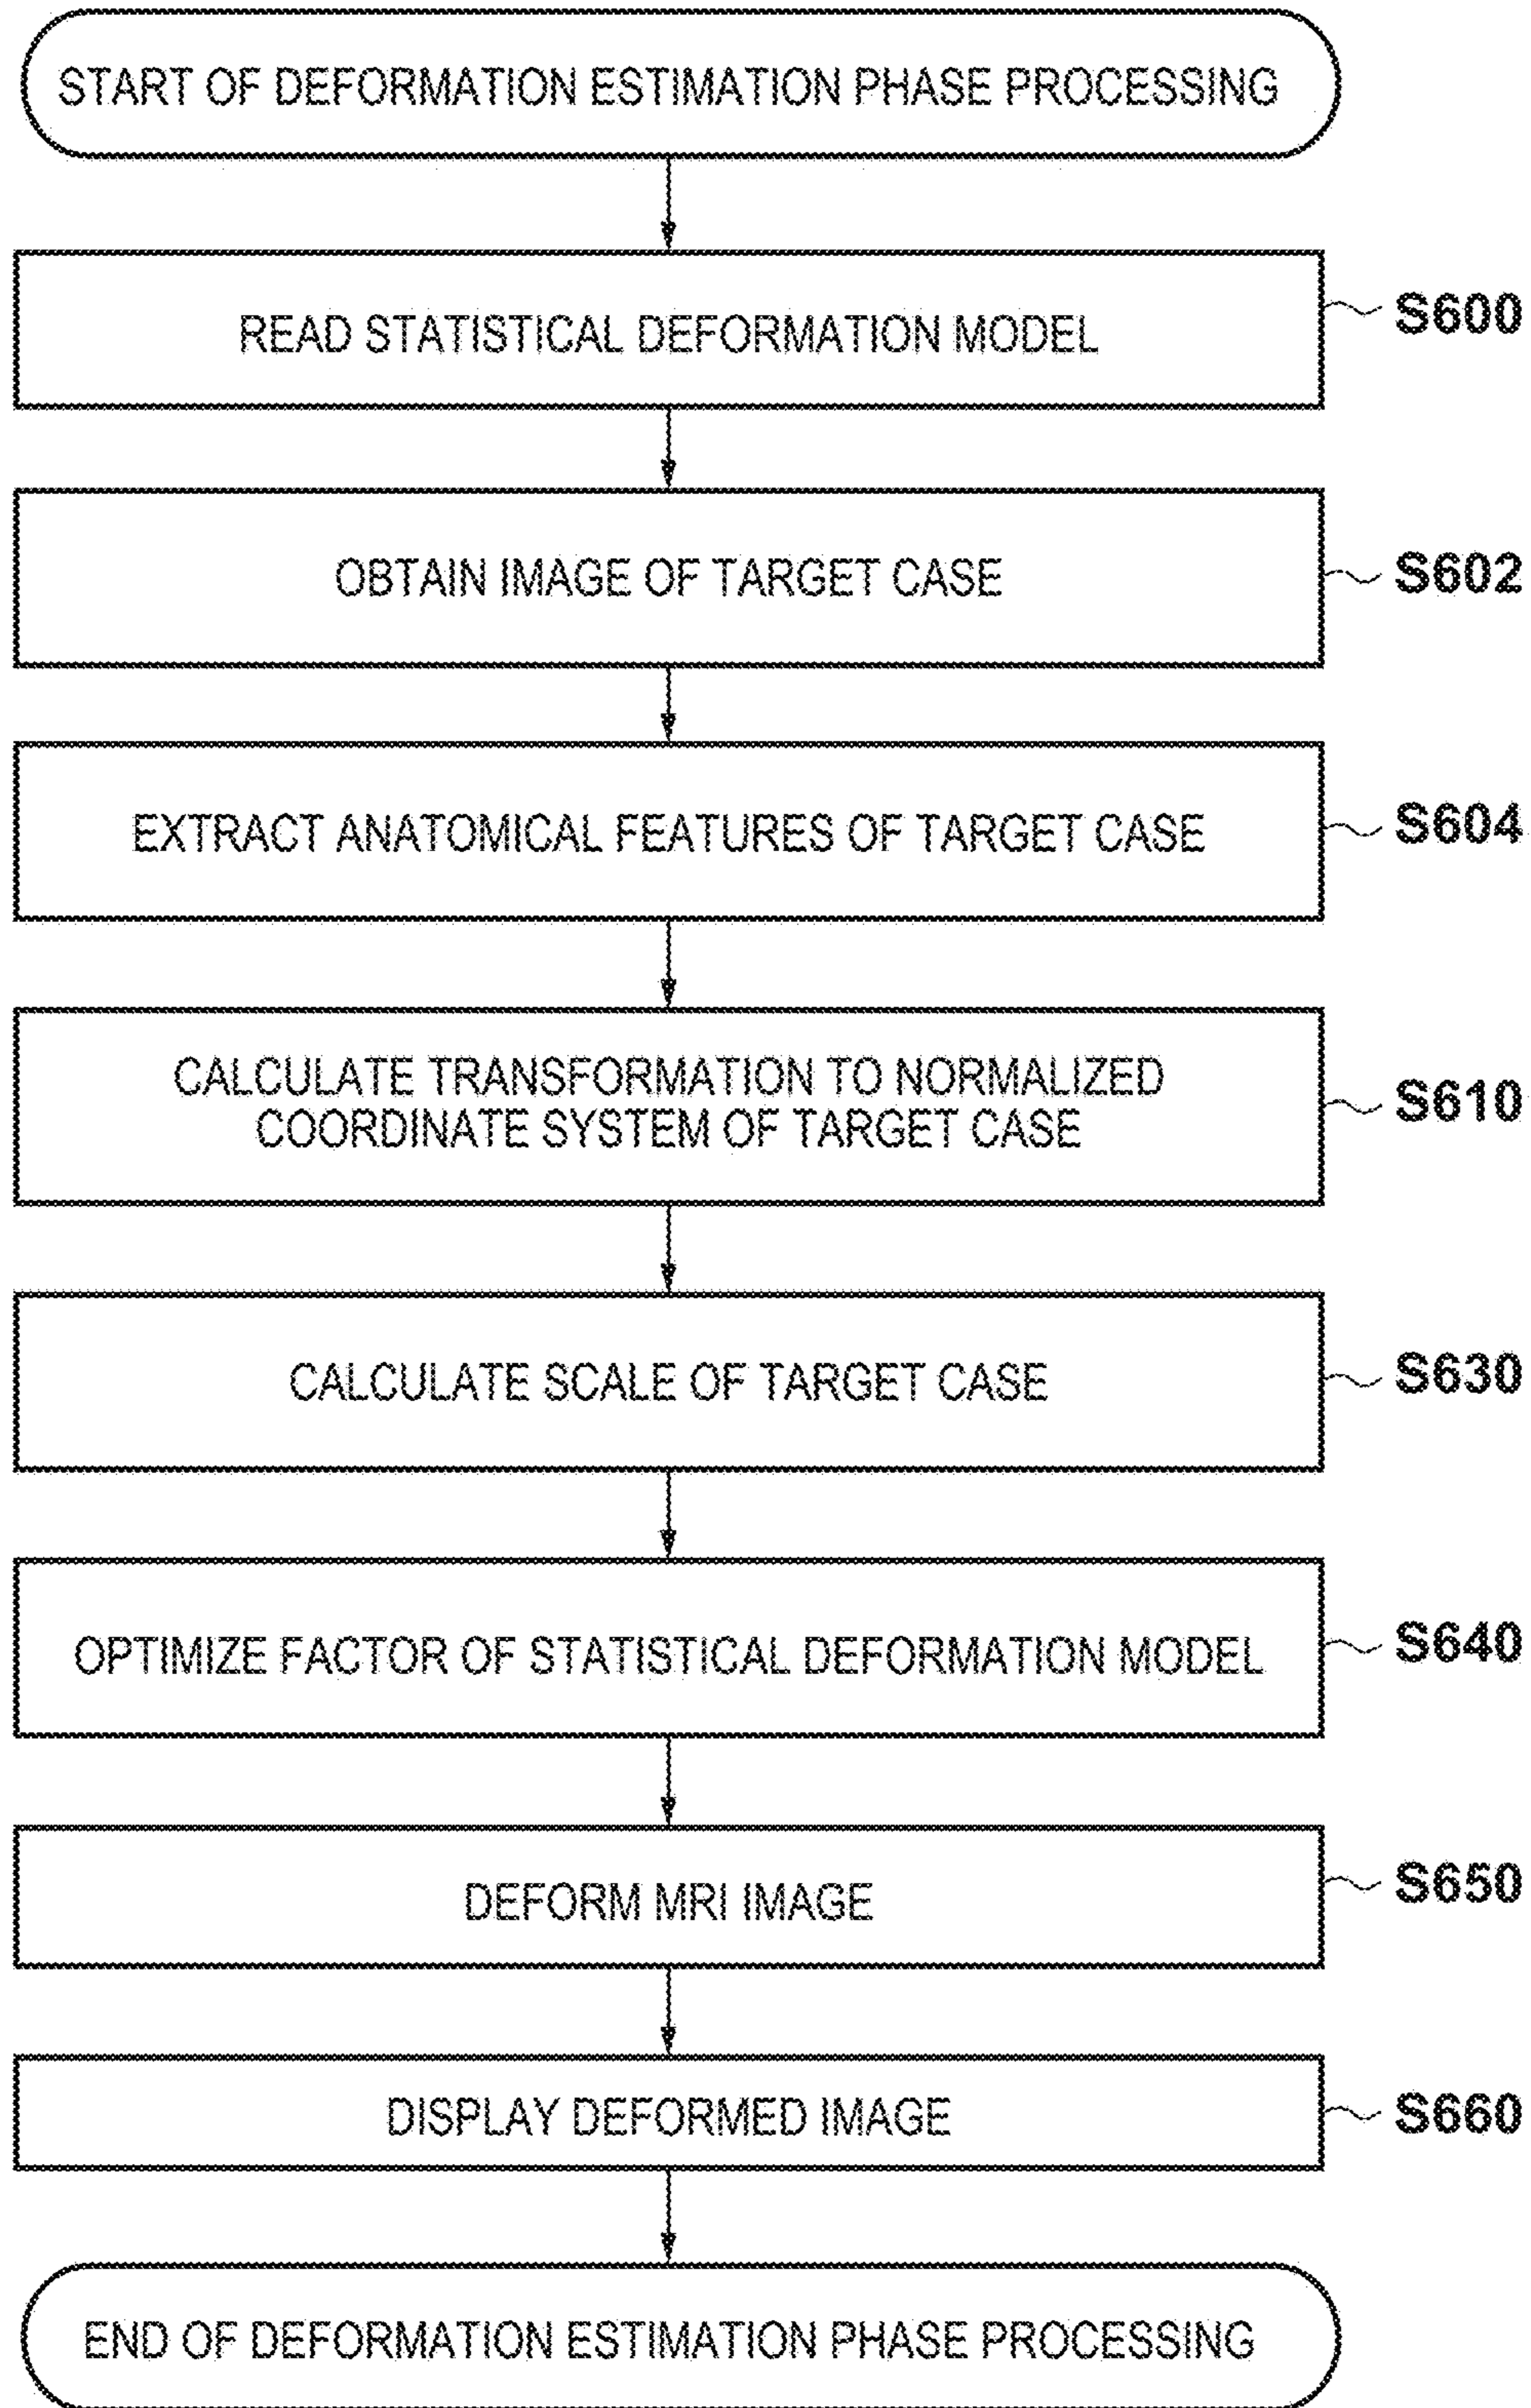 START OF DEFORMATION ESTIMATION PHASE PROCESSING
READ STATISTICAL DEFORMATION MODEL
S600
OBTAIN IMAGE OF TARGET CASE
S602
EXTRACT ANATOMICAL FEATURES OF TARGET CASE
S604
CALCULATE TRANSFORMATION TO NORMALIZED
COORDINATE SYSTEM OF TARGET CASE
S610
CALCULATE SCALE OF TARGET CASE
S630
OPTIMIZE FACTOR OF STATISTICAL DEFORMATION MODEL
S640
DEFORM MRI IMAGE
S650
DISPLAY DEFORMED IMAGE
S660
END OF DEFORMATION ESTIMATION PHASE PROCESSING